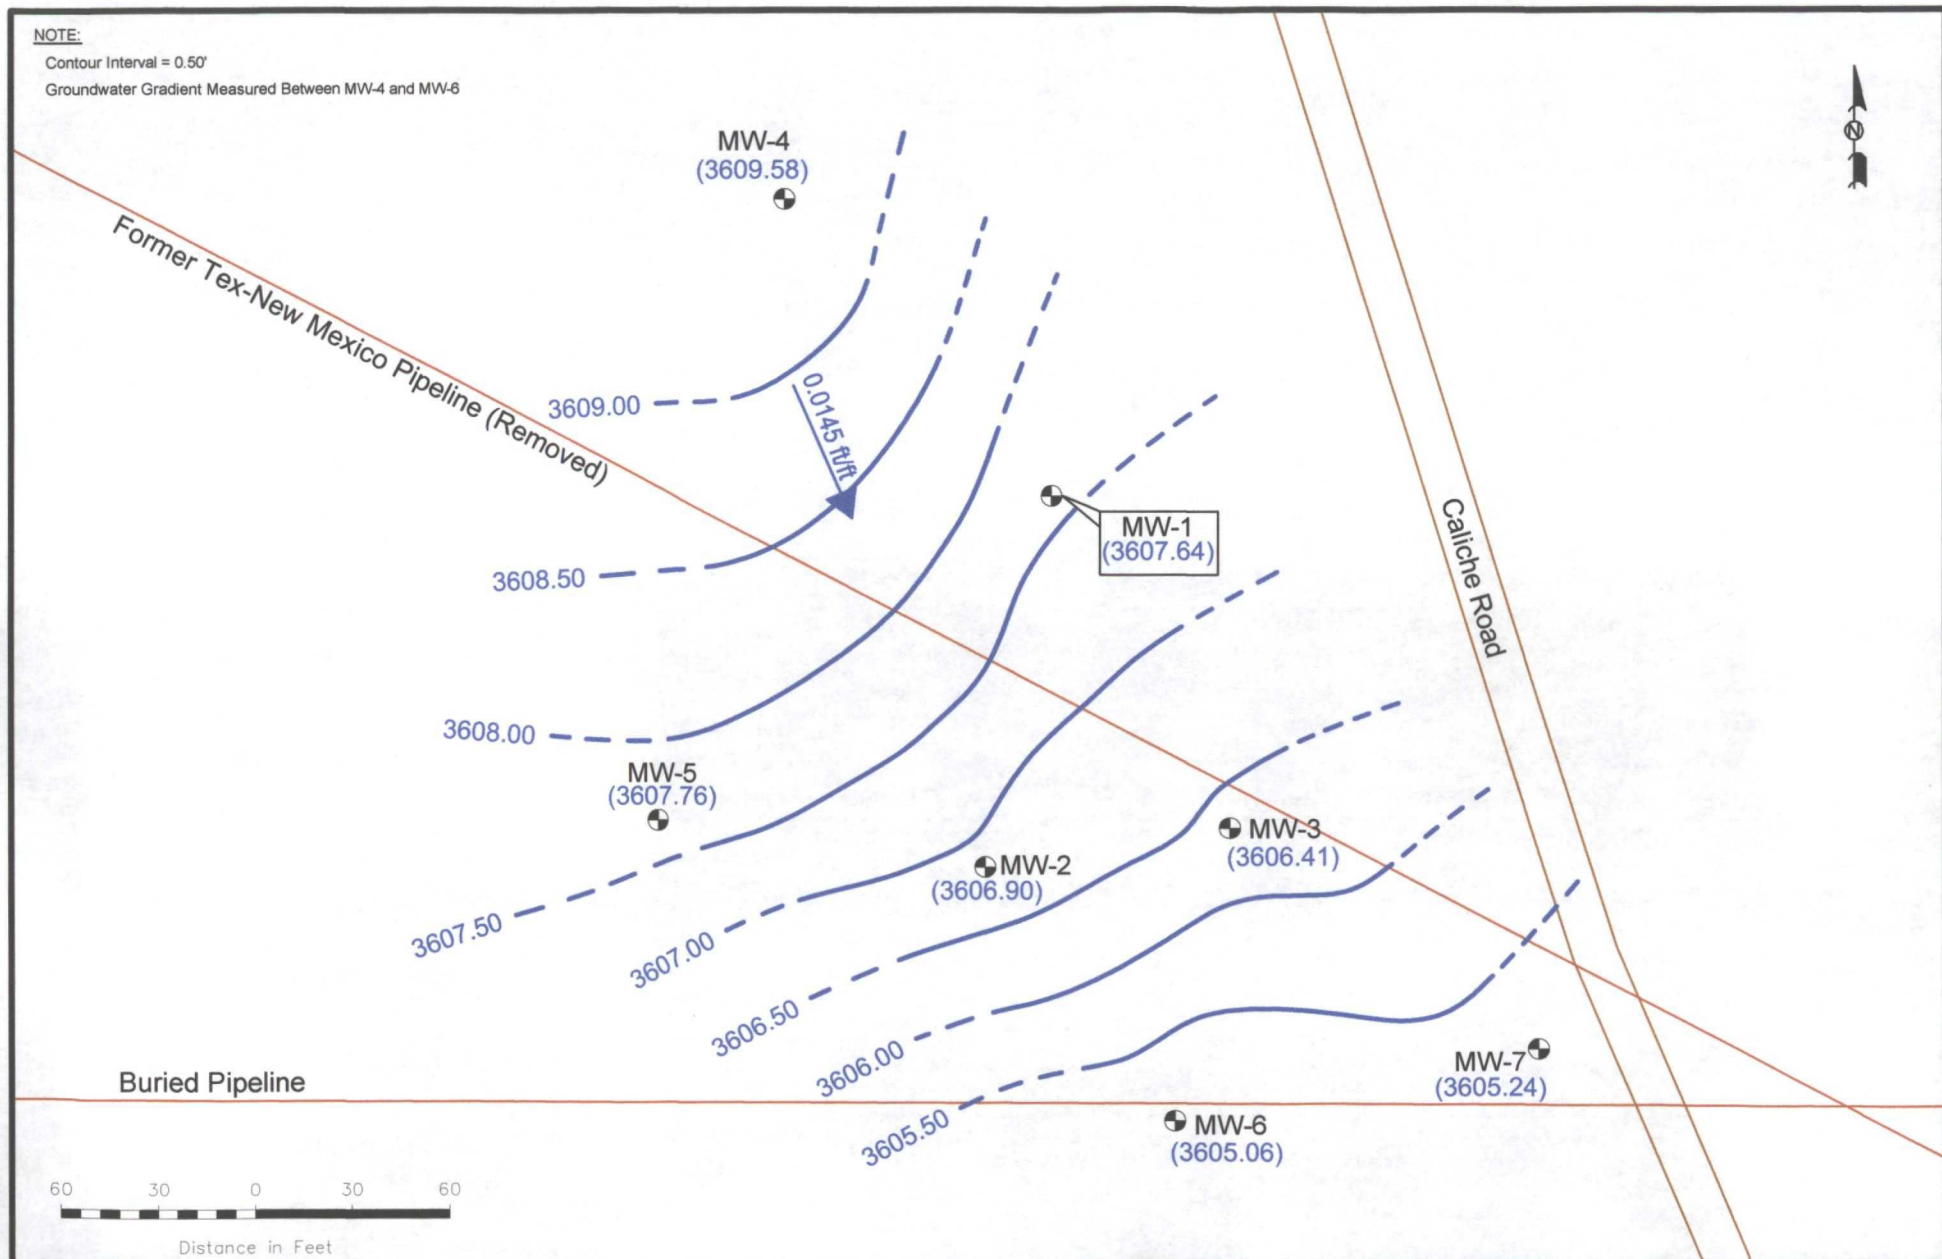 NOTE:
Contour Interval = 0.50'
Groundwater Gradient Measured Between MW-4 and MW-6
N
MW-4
(3609.58)
Former Tex-New Mexico Pipeline (Removed)
3609.00
0.0145 ft/ft
MW-1
(3607.64)
Caliche Road
3608.50
3608.00
MW-5
(3607.76)
MW-3
(3606.41)
MW-2
(3606.90)
3607.50
3607.00
3606.50
3606.00
3605.50
MW-7
(3605.24)
Buried Pipeline
MW-6
(3605.06)
60 30 0 30 60
Distance in Feet